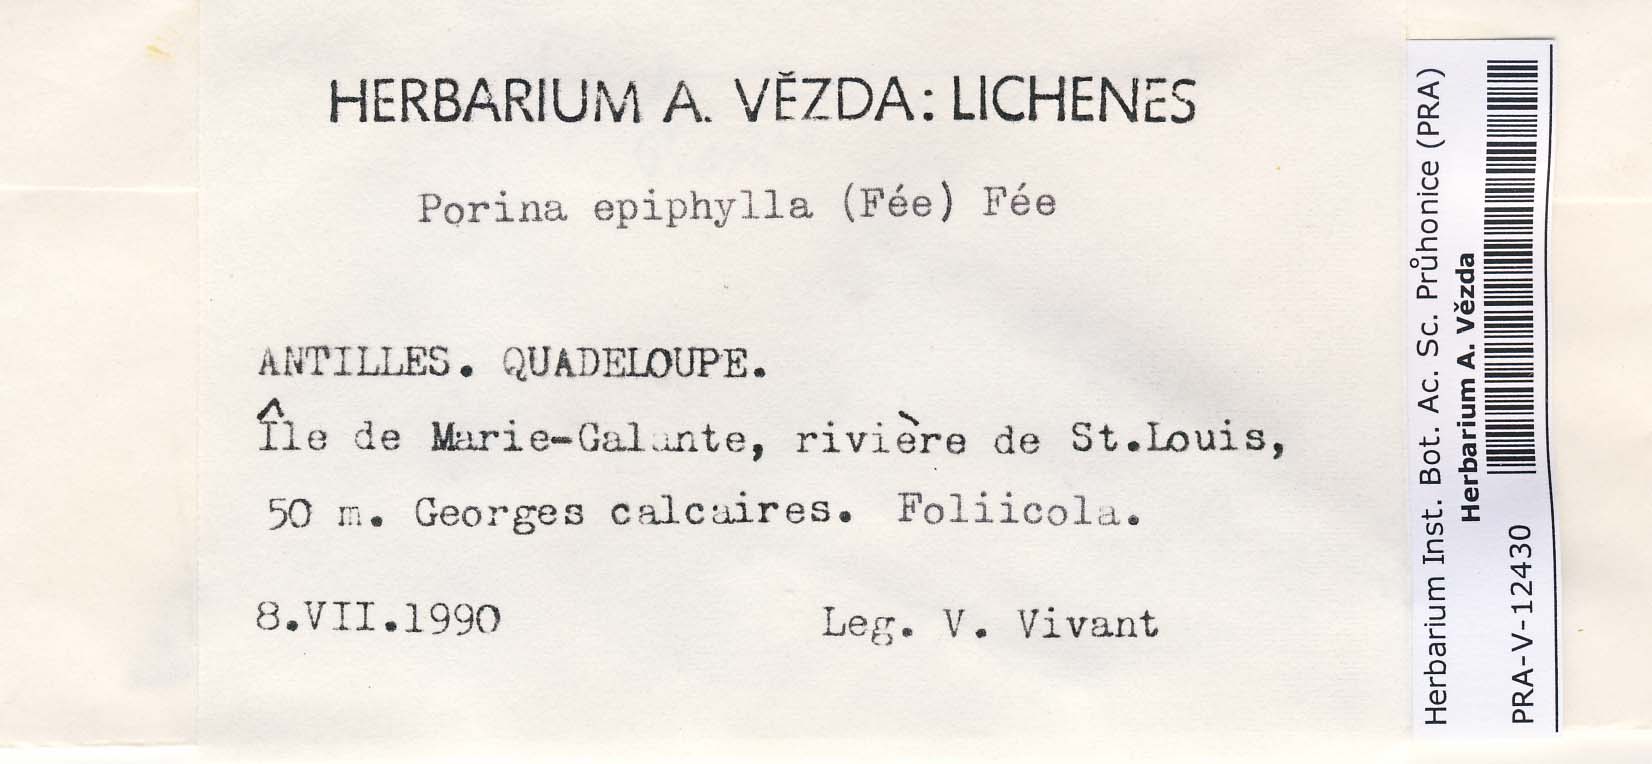 HERBARIUM A. VĚZDA: LICHENES
Porina epiphylla (Fée) Fée
ANTILLES. QUADELOUPE.
Île de Marie-Galante, rivière de St.Louis,
50 m. Georges calcaires. Foliicola.
8.VII.1990 Leg. V. Vivant
Herbarium Inst. Bot. Ac. Sc. Průhonice (PRA)
Herbarium A. Vězda
PRA-V-12430